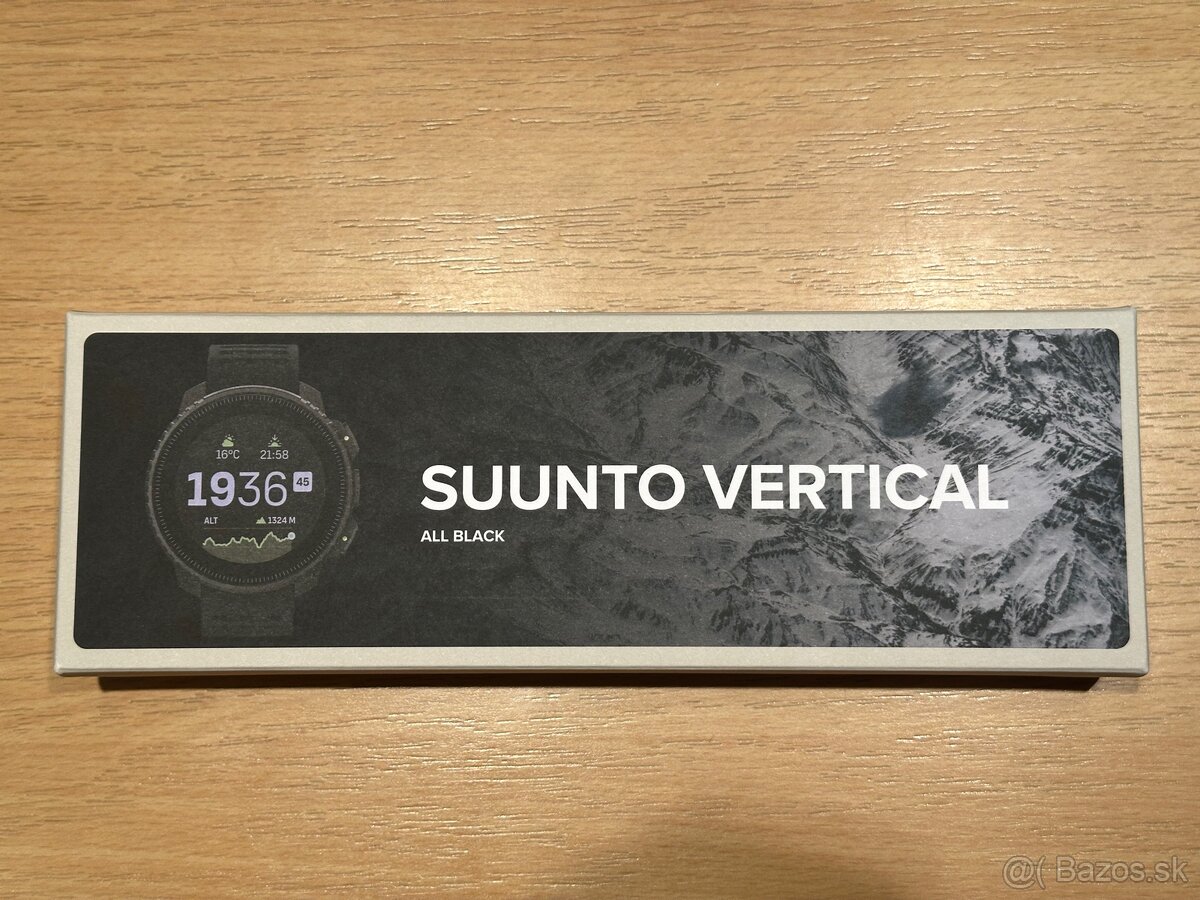 16°C 21:58
1936 45
ALT 1324 M
SUUNTO VERTICAL
ALL BLACK
@( Bazos.sk